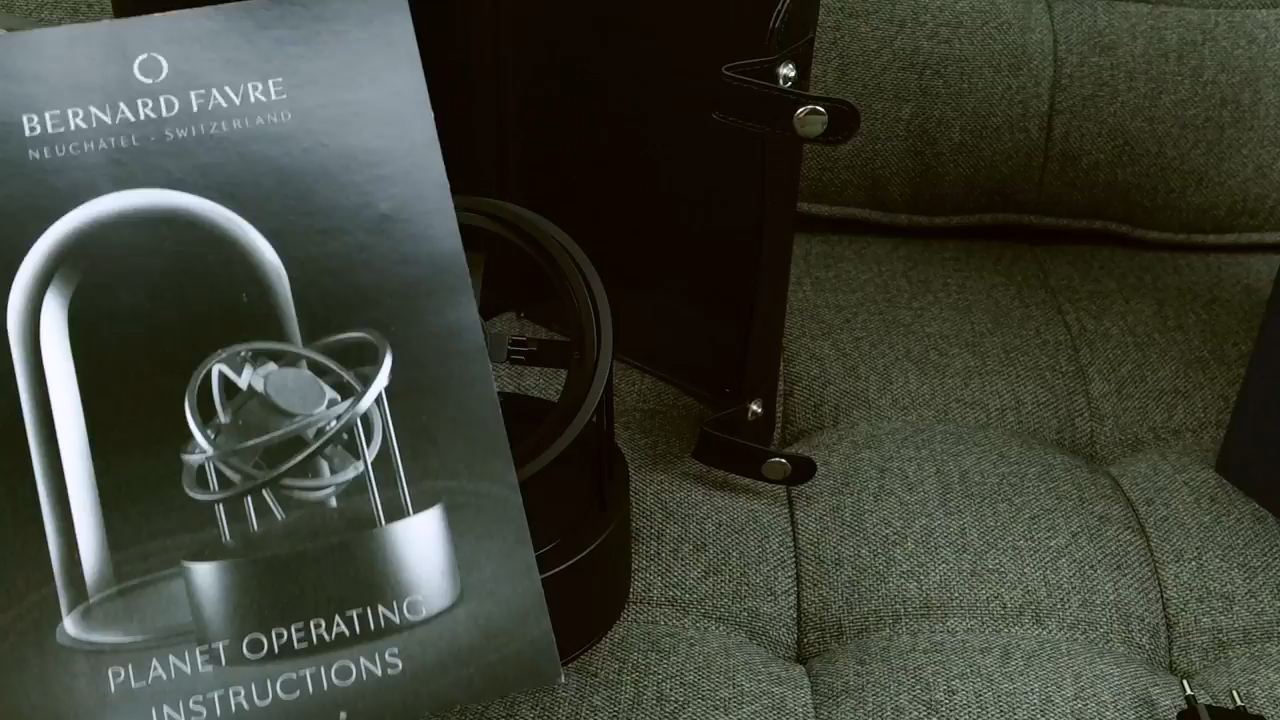 BERNARD FAVRE
NEUCHATEL - SWITZERLAND
PLANET OPERATING
INSTRUCTIONS